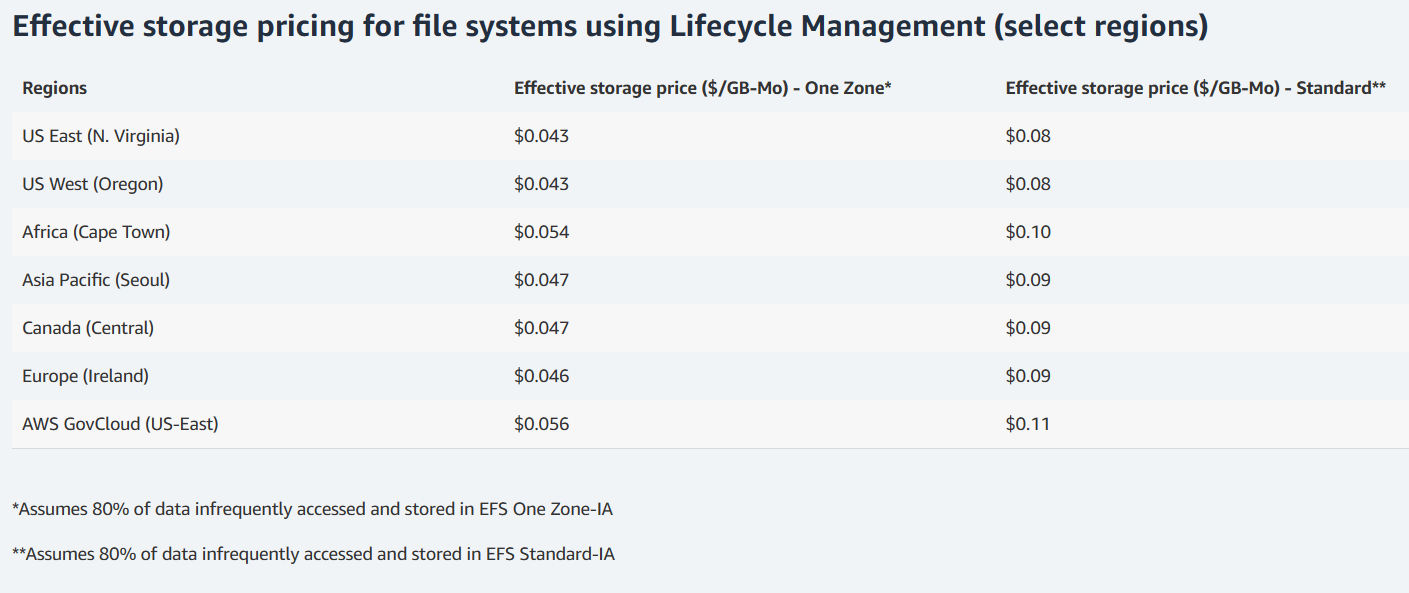 Effective storage pricing for file systems using Lifecycle Management (select regions)
Regions Effective storage price ($/GB-Mo) - One Zone* Effective storage price ($/GB-Mo) - Standard**
US East (N. Virginia) $0.043 $0.08
US West (Oregon) $0.043 $0.08
Africa (Cape Town) $0.054 $0.10
Asia Pacific (Seoul) $0.047 $0.09
Canada (Central) $0.047 $0.09
Europe (Ireland) $0.046 $0.09
AWS GovCloud (US-East) $0.056 $0.11
*Assumes 80% of data infrequently accessed and stored in EFS One Zone-IA
**Assumes 80% of data infrequently accessed and stored in EFS Standard-IA